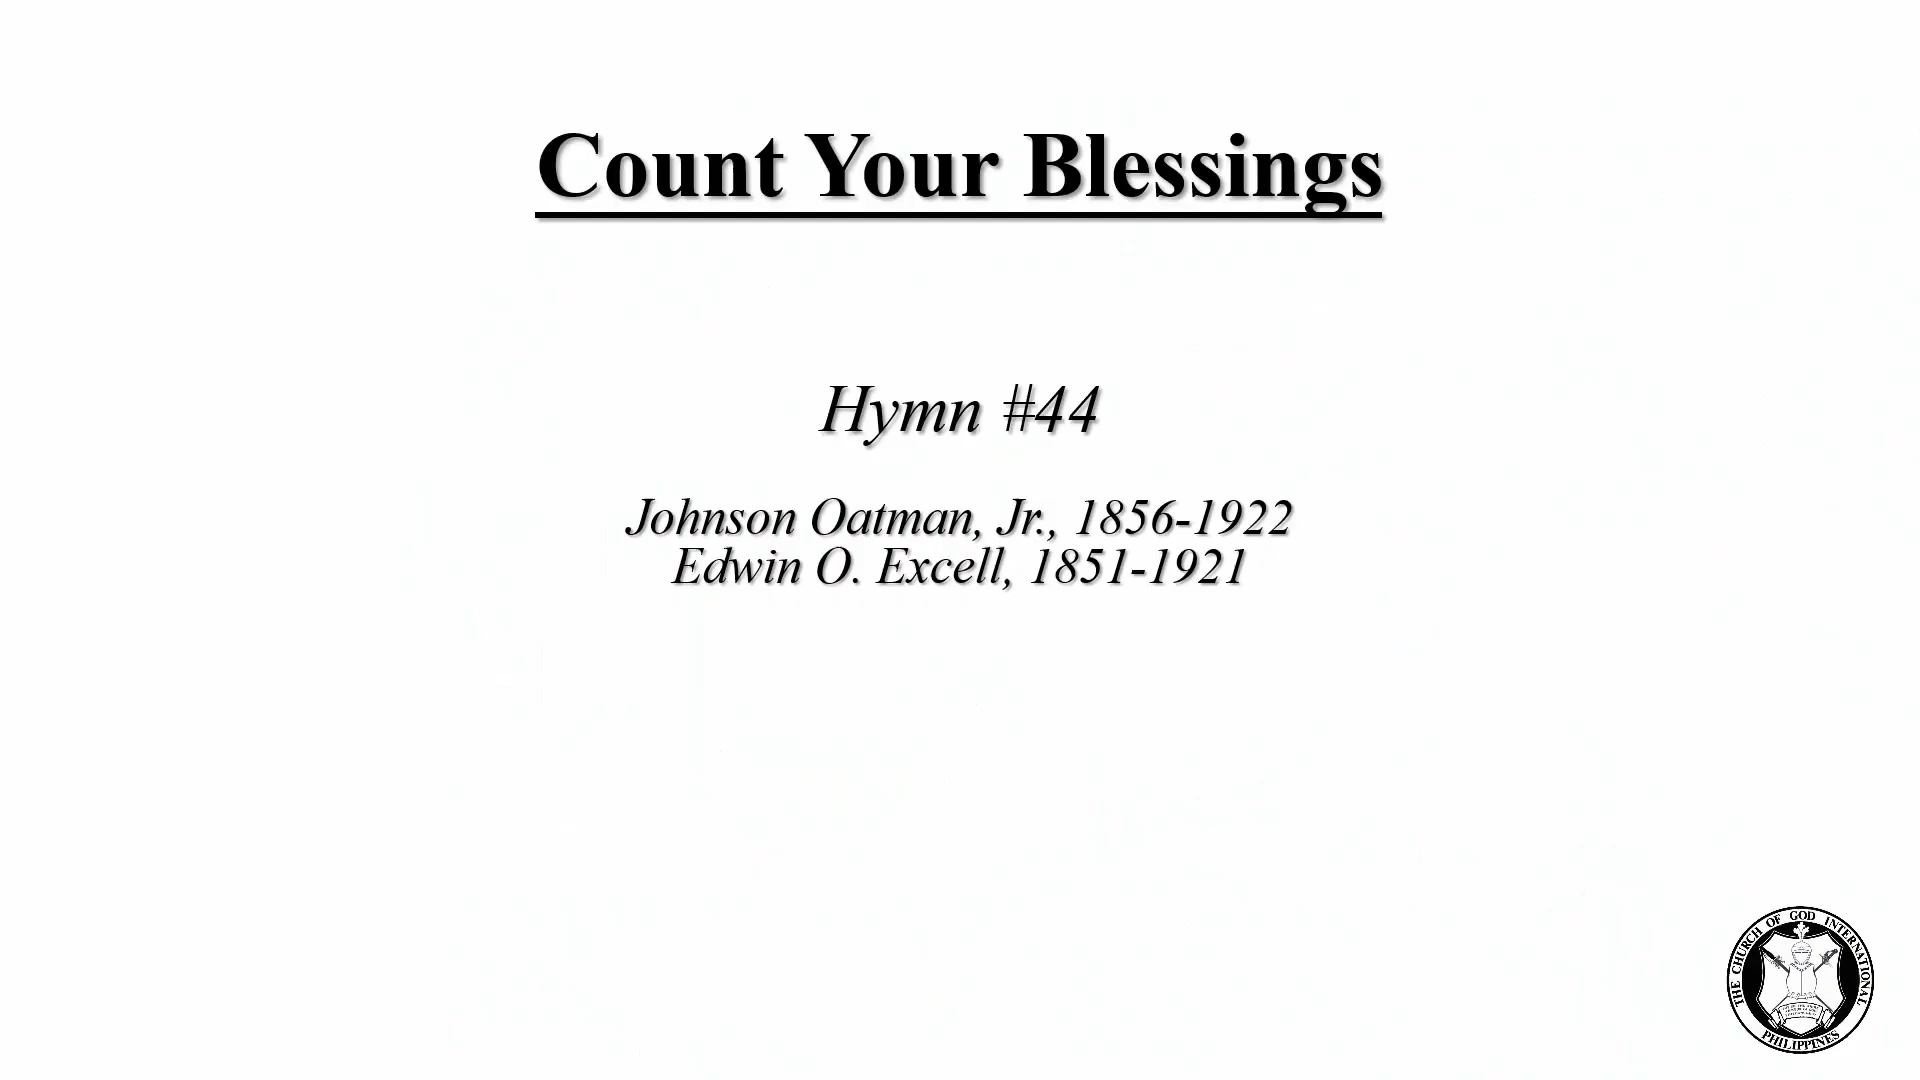 Count Your Blessings
Hymn #44
Johnson Oatman, Jr., 1856-1922
Edwin O. Excell, 1851-1921
THE CHURCH OF GOD INTERNATIONAL
PHILIPPINES